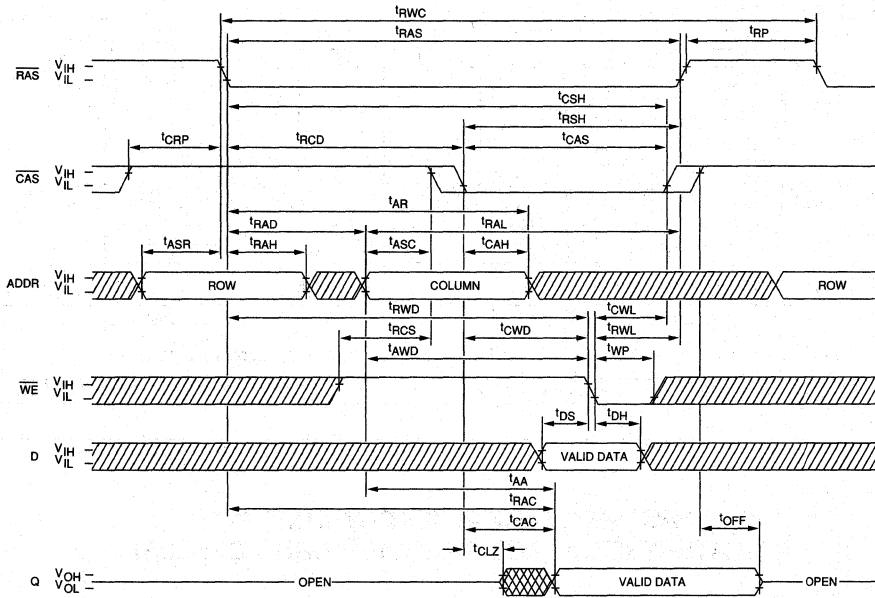 tRWC
tRAS
tRP
RAS VIH
VIL
tCSH
tRSH
tCRP tRCD tCAS
CAS VIH
VIL
tAR
tRAD tRAL
tASR tRAH tASC tCAH
ADDR VIH
VIL
ROW COLUMN ROW
tRWD tCWL
tRCS tCWD tRWL
tAWD tWP
WE VIH
VIL
tDS tDH
D VIH
VIL
VALID DATA
tAA
tRAC
tCAC tOFF
tCLZ
Q VOH
VOL
OPEN VALID DATA OPEN